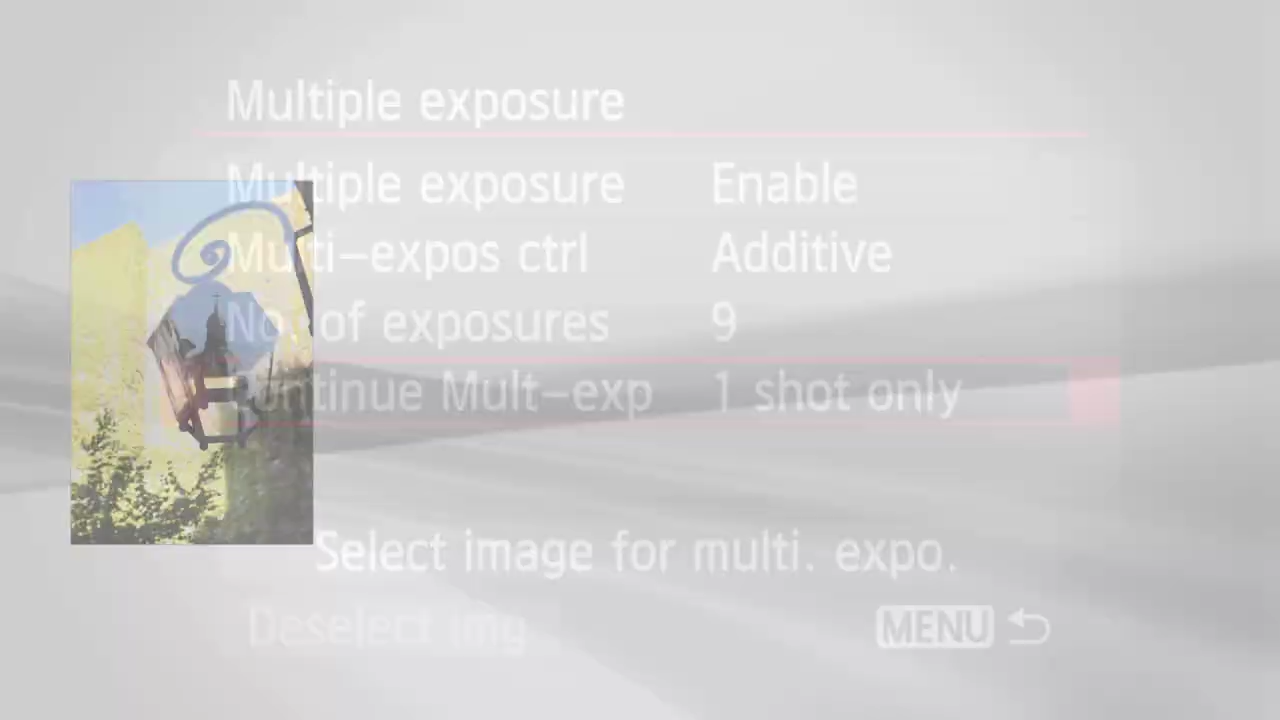 Multiple exposure
Multiple exposure Enable
Multi-expos ctrl Additive
No. of exposures 9
Continue Mult-exp 1 shot only
Select image for multi. expo.
Deselect img MENU